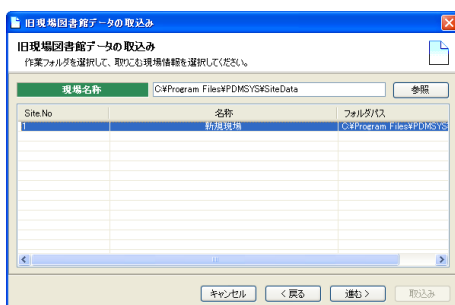 旧現場図書館データの取込み
旧現場図書館データの取込み
作業フォルダを選択して、取りこむ現場情報を選択してください。
現場名称 C:¥Program Files¥PDMSYS¥SiteData 参照
Site.No 名称 フォルダパス
1 新規現場 C:¥Program Files¥PDMSYS
キャンセル < 戻る 進む > 取込み